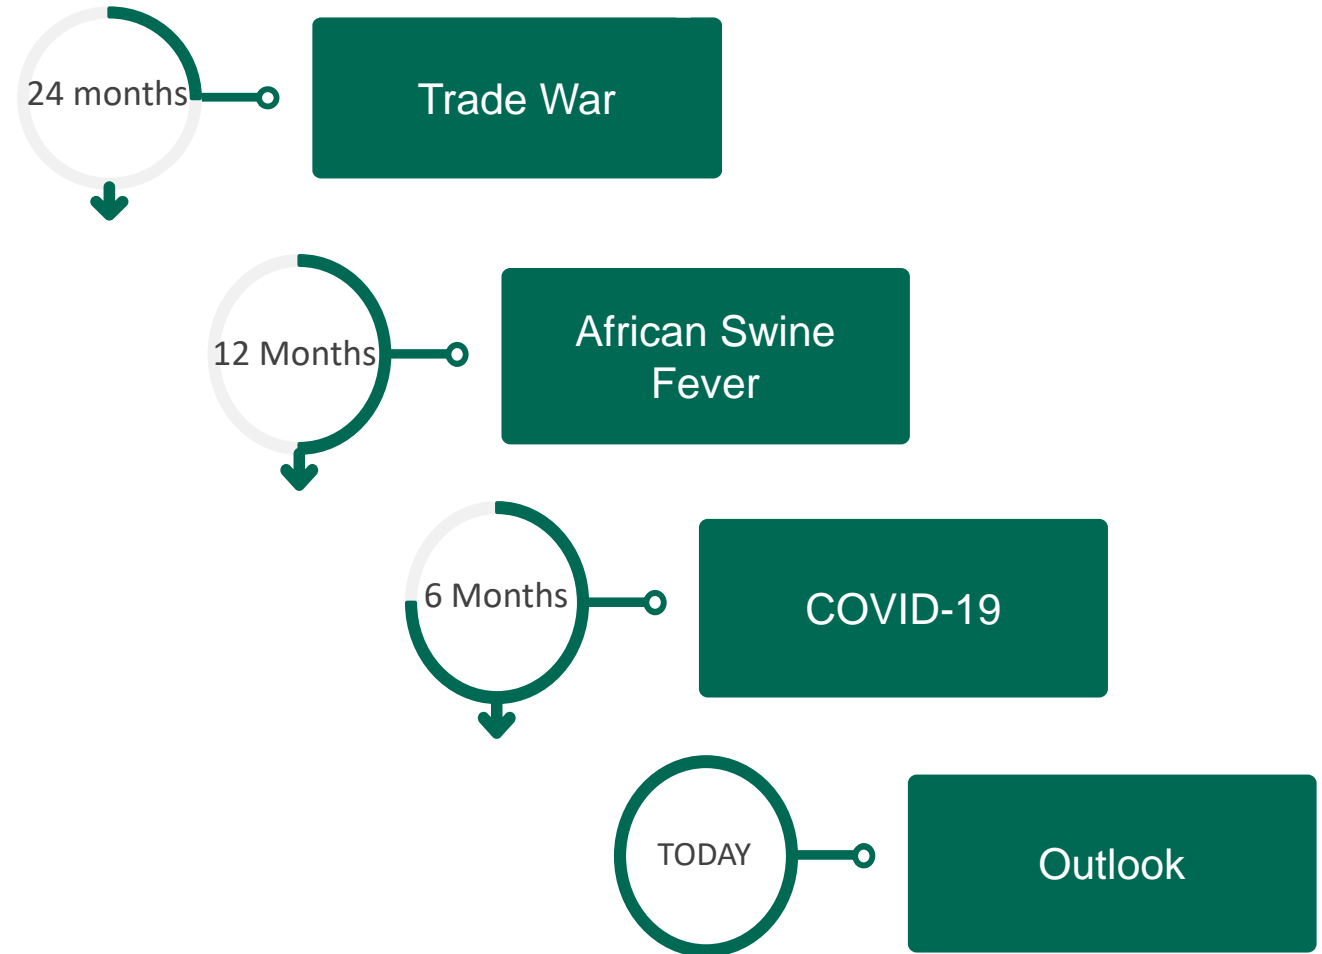 24 months
Trade War
12 Months
African Swine
Fever
6 Months
COVID-19
TODAY
Outlook